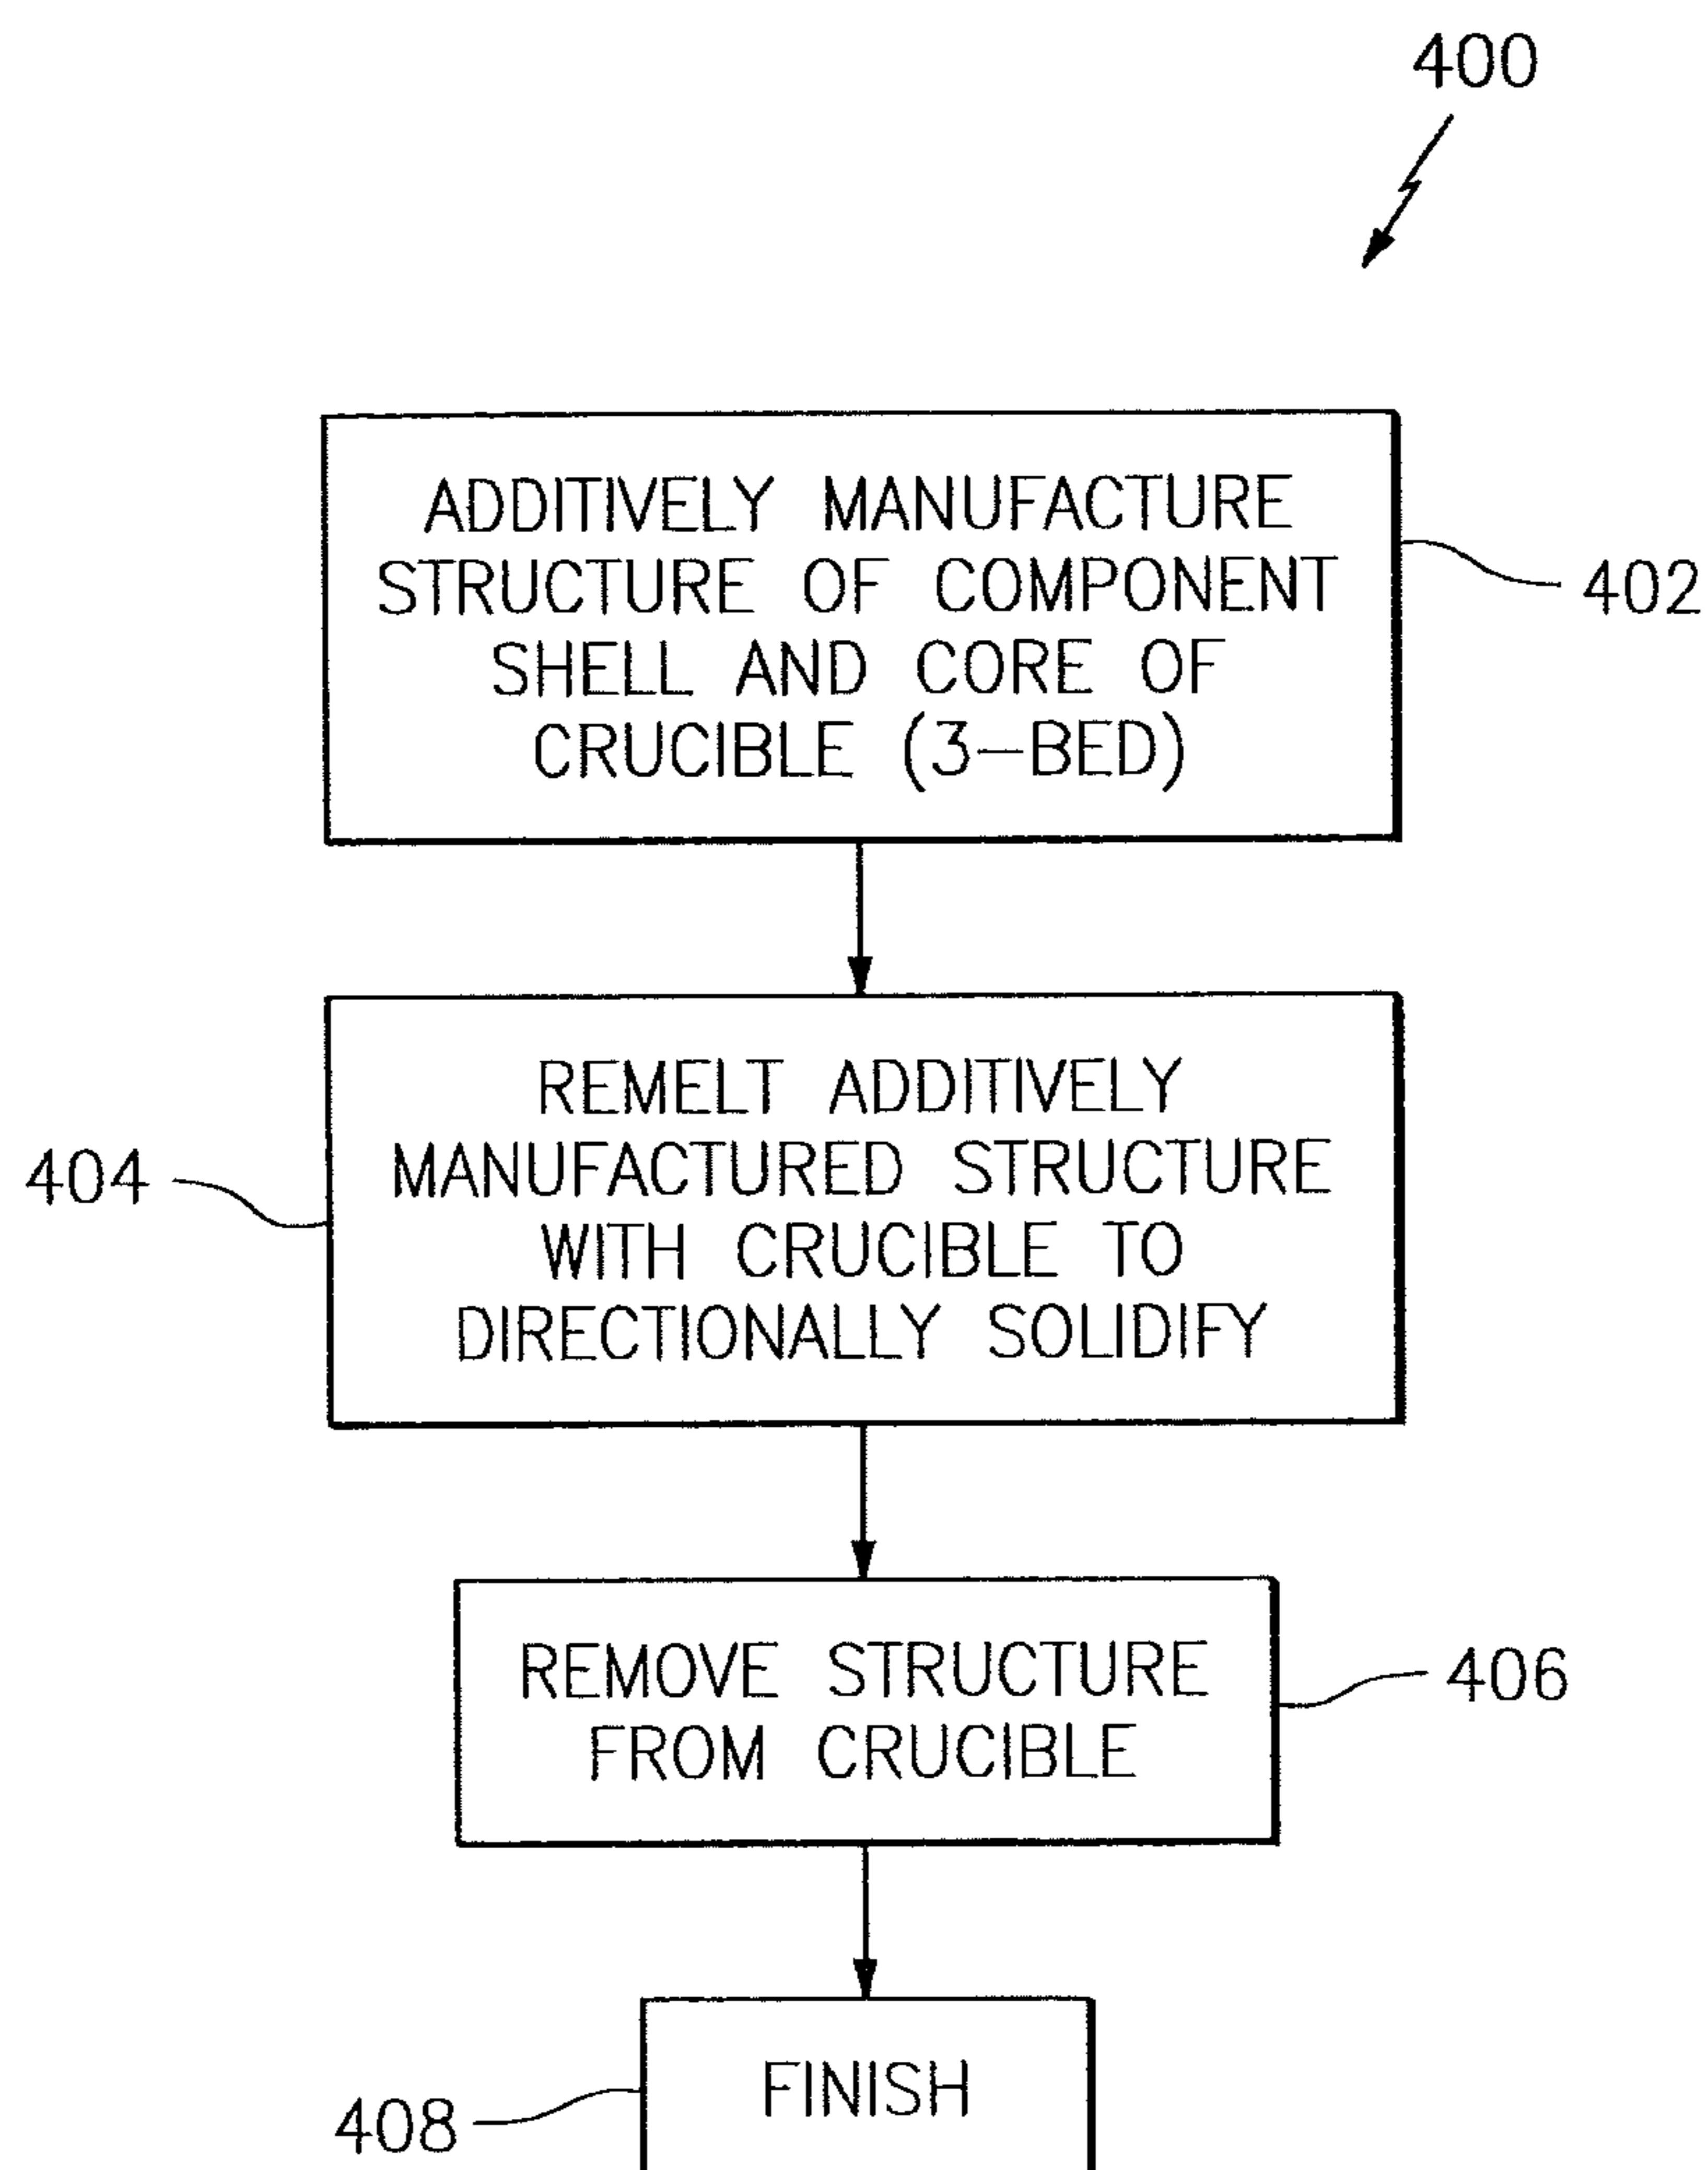 400
ADDITIVELY MANUFACTURE
STRUCTURE OF COMPONENT
SHELL AND CORE OF
CRUCIBLE (3-BED)
402
REMELT ADDITIVELY
MANUFACTURED STRUCTURE
WITH CRUCIBLE TO
DIRECTIONALLY SOLIDIFY
404
REMOVE STRUCTURE
FROM CRUCIBLE
406
FINISH
408